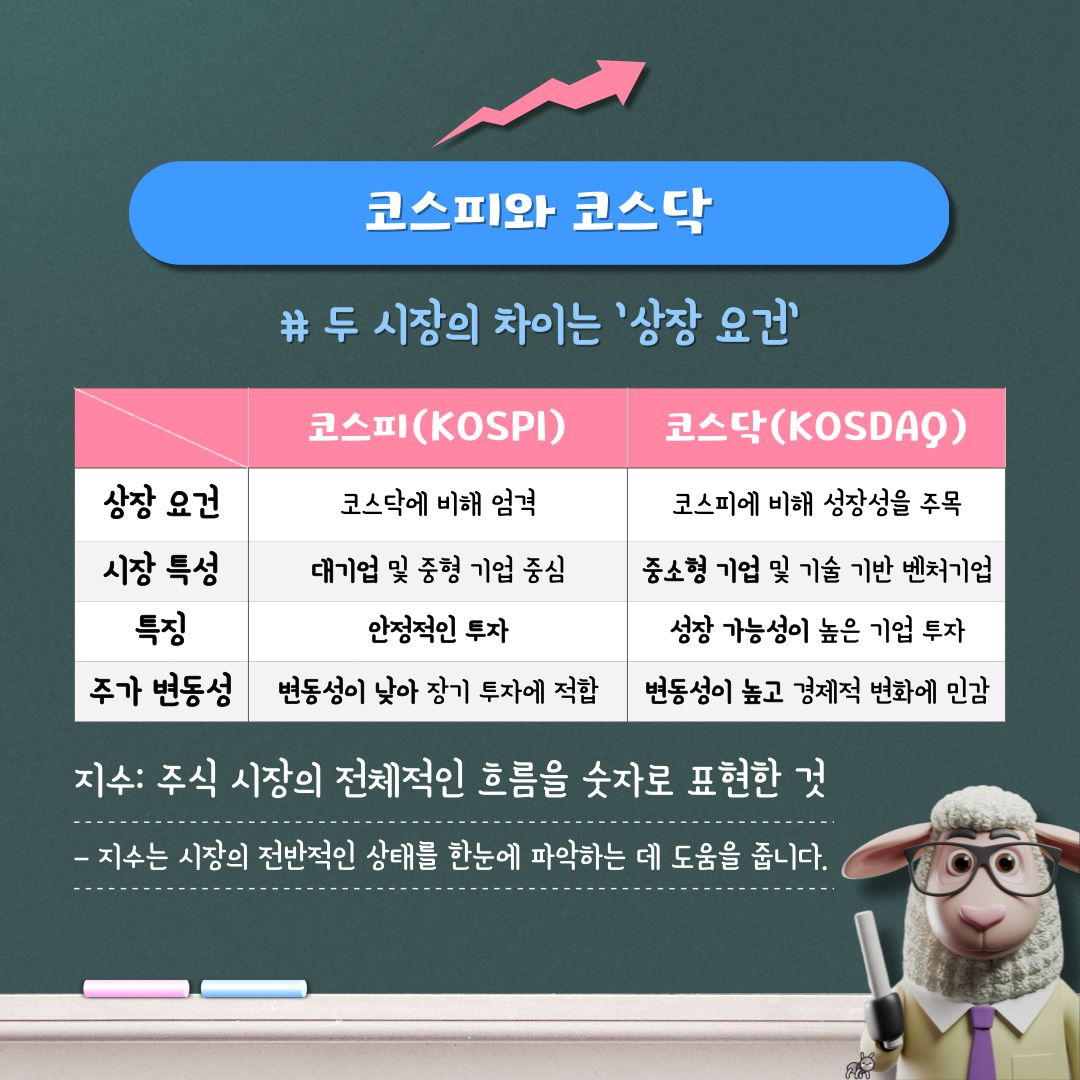 코스피와 코스닥
# 두 시장의 차이는 '상장 요건'
코스피(KOSPI) 코스닥(KOSDAQ)
상장 요건 코스닥에 비해 엄격 코스피에 비해 성장성을 주목
시장 특성 대기업 및 중형 기업 중심 중소형 기업 및 기술 기반 벤처기업
특징 안정적인 투자 성장 가능성이 높은 기업 투자
주가 변동성 변동성이 낮아 장기 투자에 적합 변동성이 높고 경제적 변화에 민감
지수: 주식 시장의 전체적인 흐름을 숫자로 표현한 것
- 지수는 시장의 전반적인 상태를 한눈에 파악하는 데 도움을 줍니다.